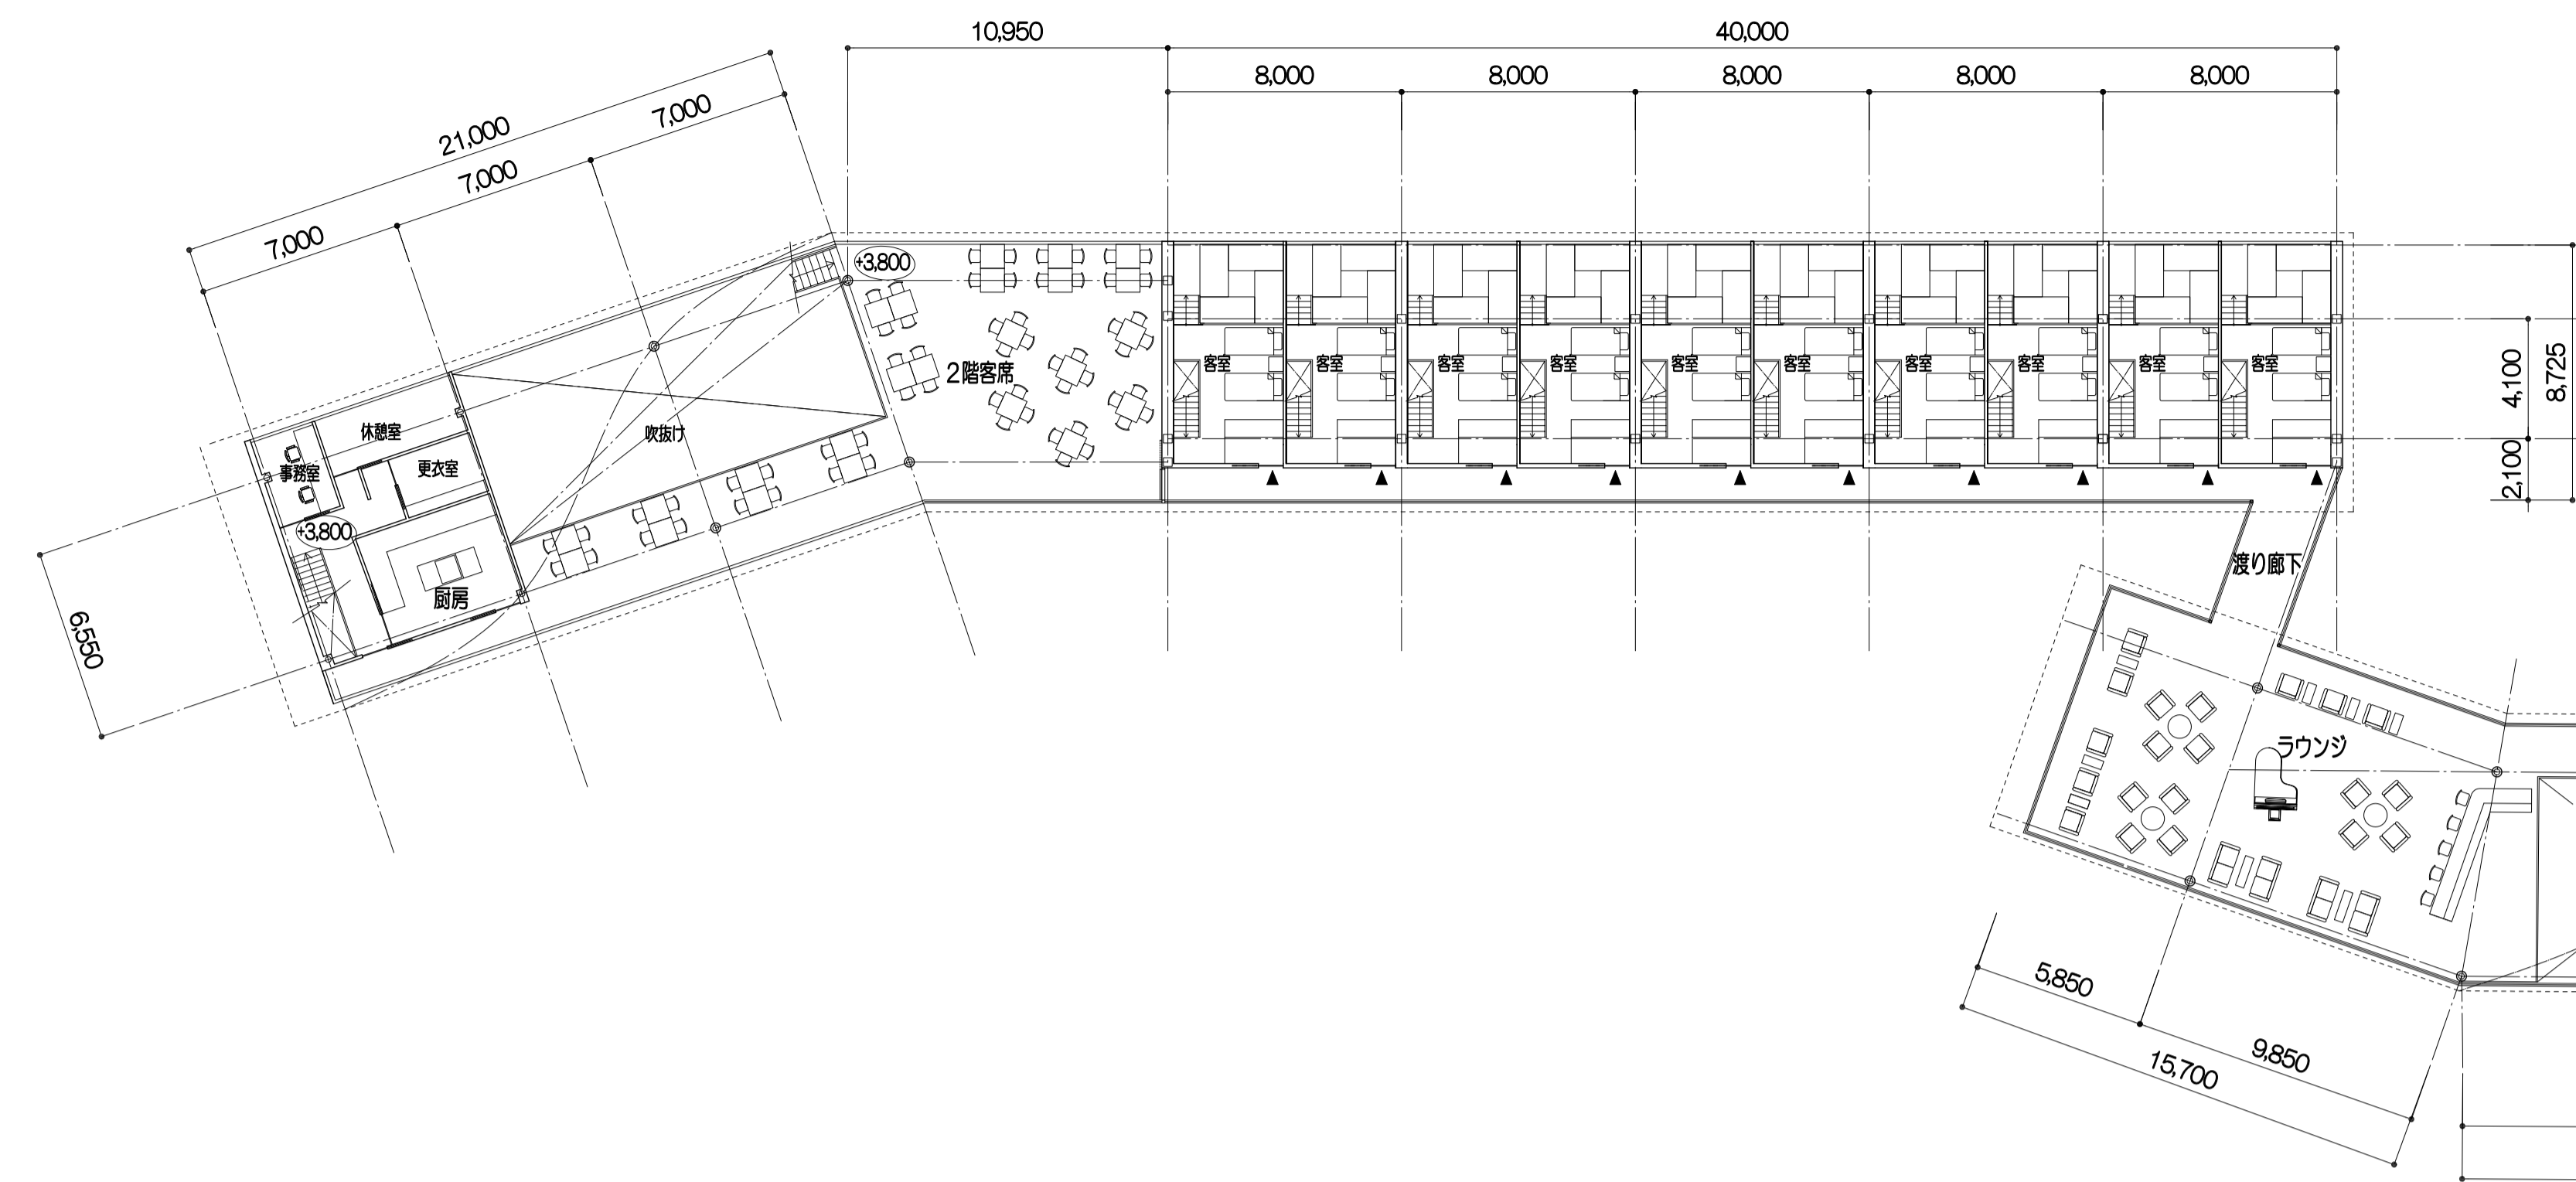 10,950
40,000
8,000
8,000
8,000
8,000
8,000
21,000
7,000
7,000
7,000
+3,800
2階客席
客室
客室
客室
客室
客室
客室
客室
客室
客室
客室
4,100
8,725
2,100
休憩室
吹抜け
事務室
更衣室
+3,800
厨房
6,550
渡り廊下
ラウンジ
5,850
9,850
15,700